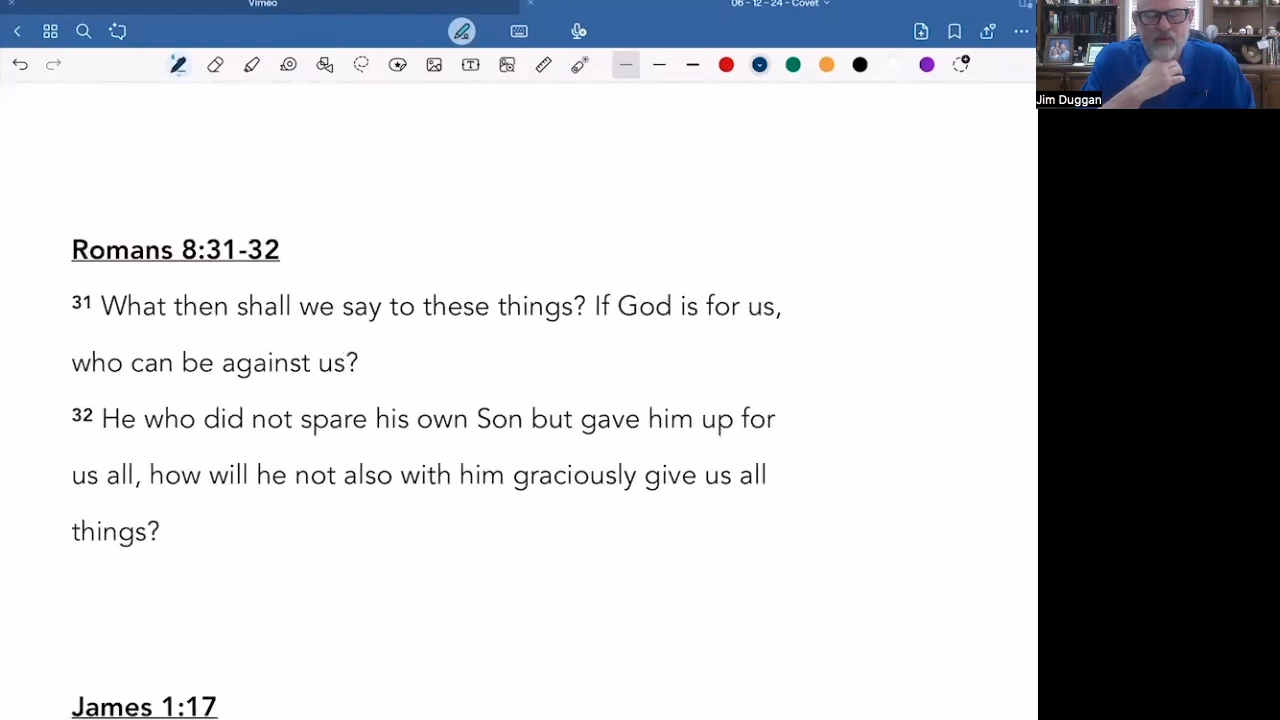 Vimeo
06 - 12 - 24 - Covet
Jim Duggan
Romans 8:31-32
31 What then shall we say to these things? If God is for us,
who can be against us?
32 He who did not spare his own Son but gave him up for
us all, how will he not also with him graciously give us all
things?
James 1:17